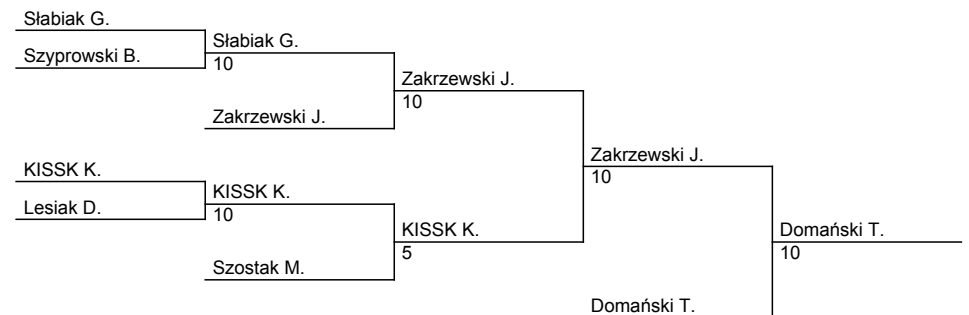 Słabiak G.
Szyprowski B.
Słabiak G.
10
Zakrzewski J.
Zakrzewski J.
10
KISSK K.
Lesiak D.
KISSK K.
10
Szostak M.
KISSK K.
5
Zakrzewski J.
10
Domański T.
Domański T.
10